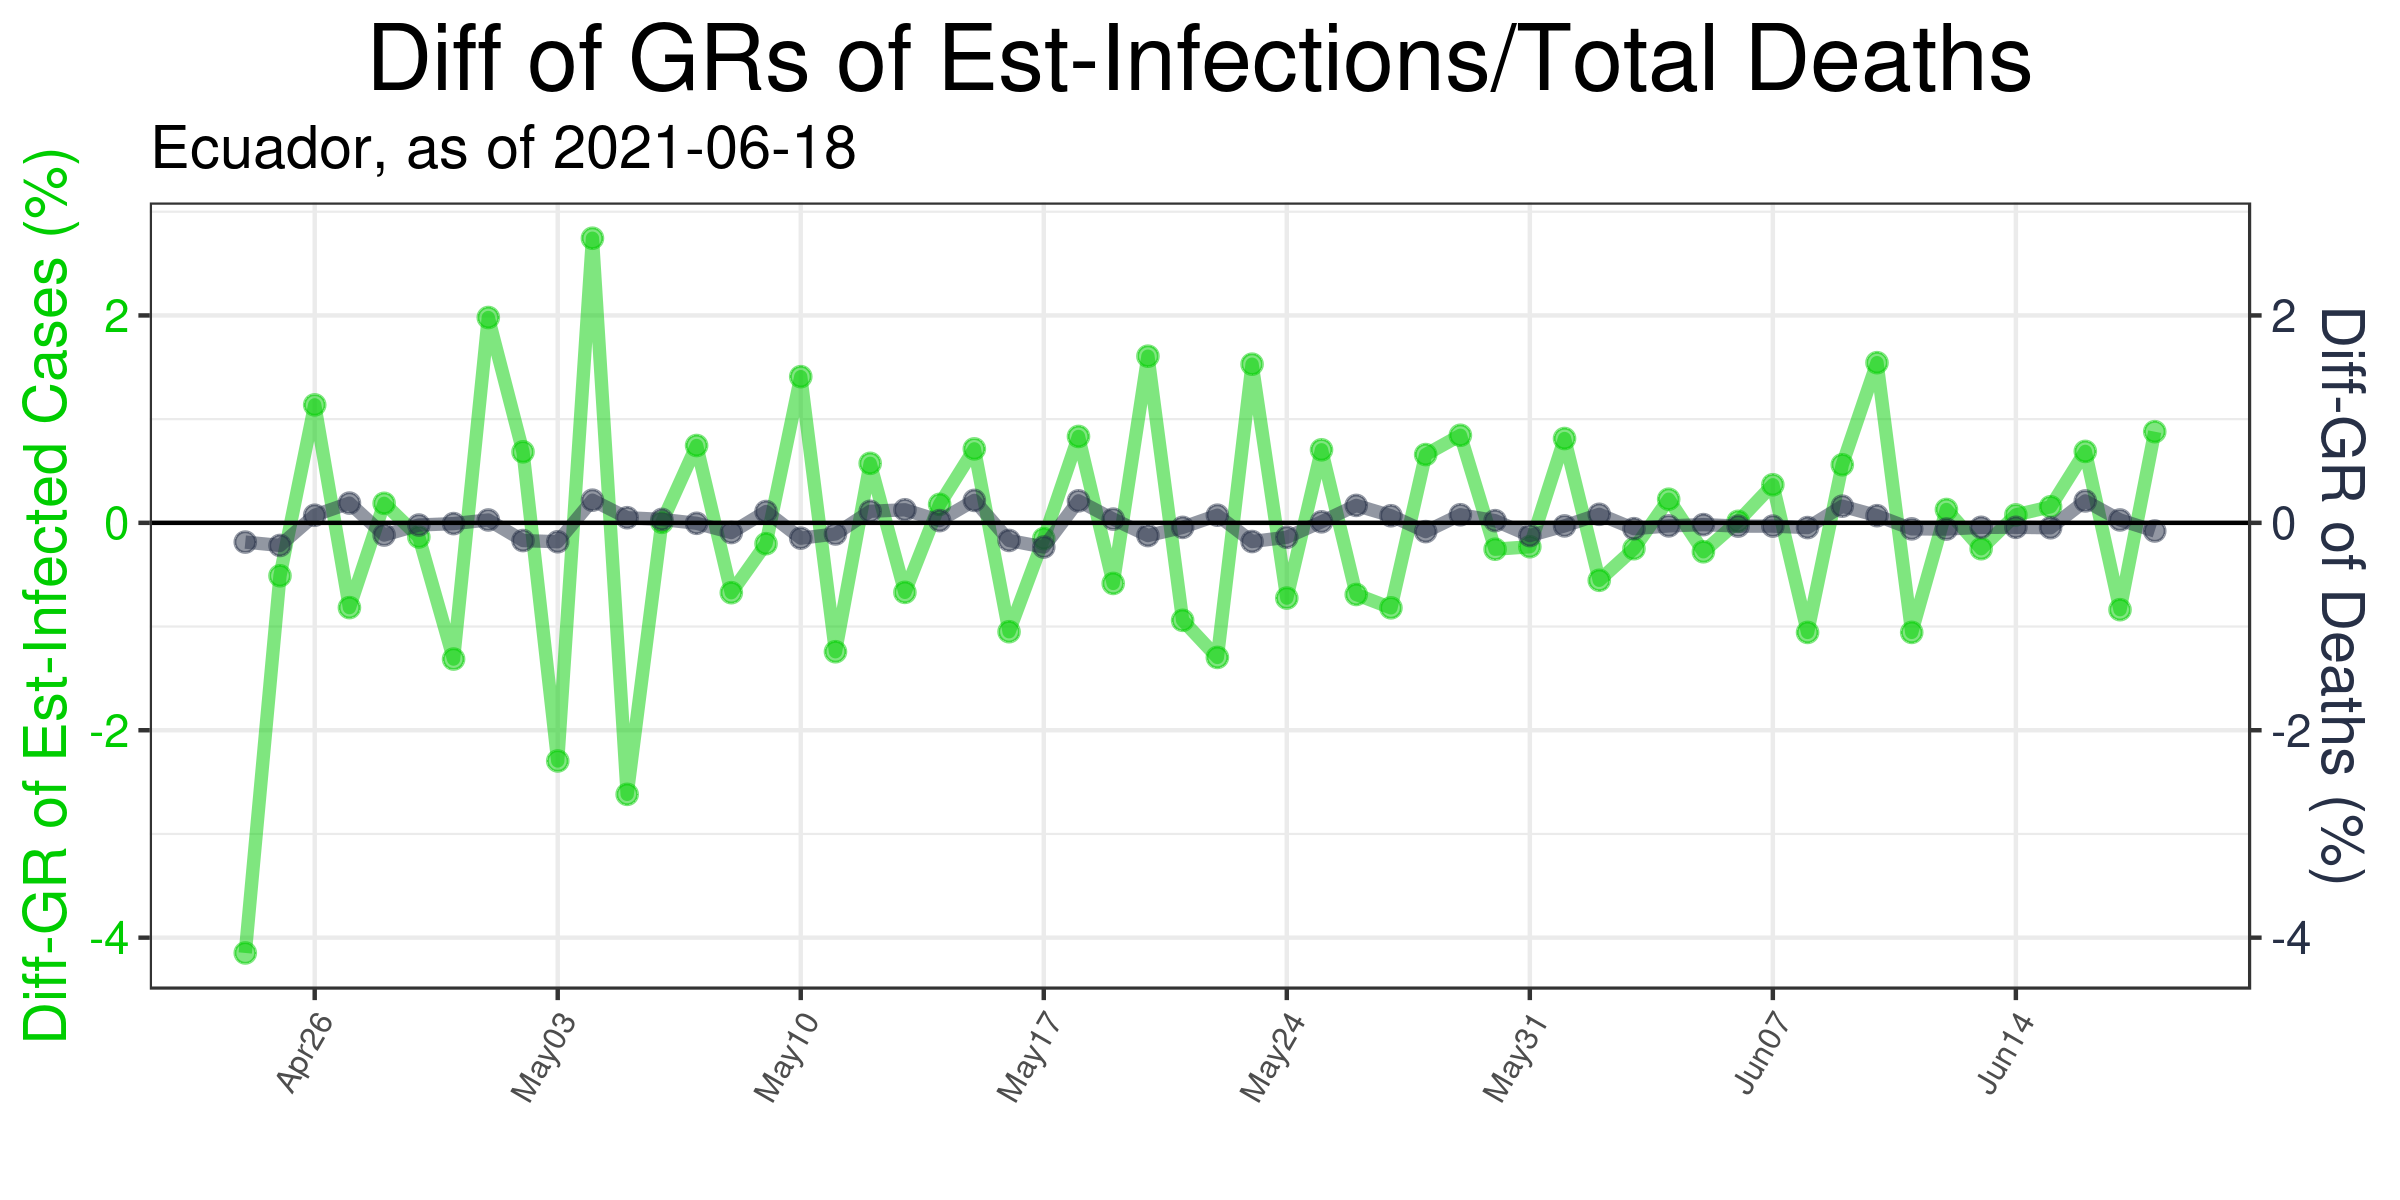 Diff of GRs of Est-Infections/Total Deaths
Ecuador, as of 2021-06-18
Diff-GR of Est-Infected Cases (%)
2
0
-2
-4
2
0
-2
-4
Diff-GR of Deaths (%)
Apr26
May03
May10
May17
May24
May31
Jun07
Jun14